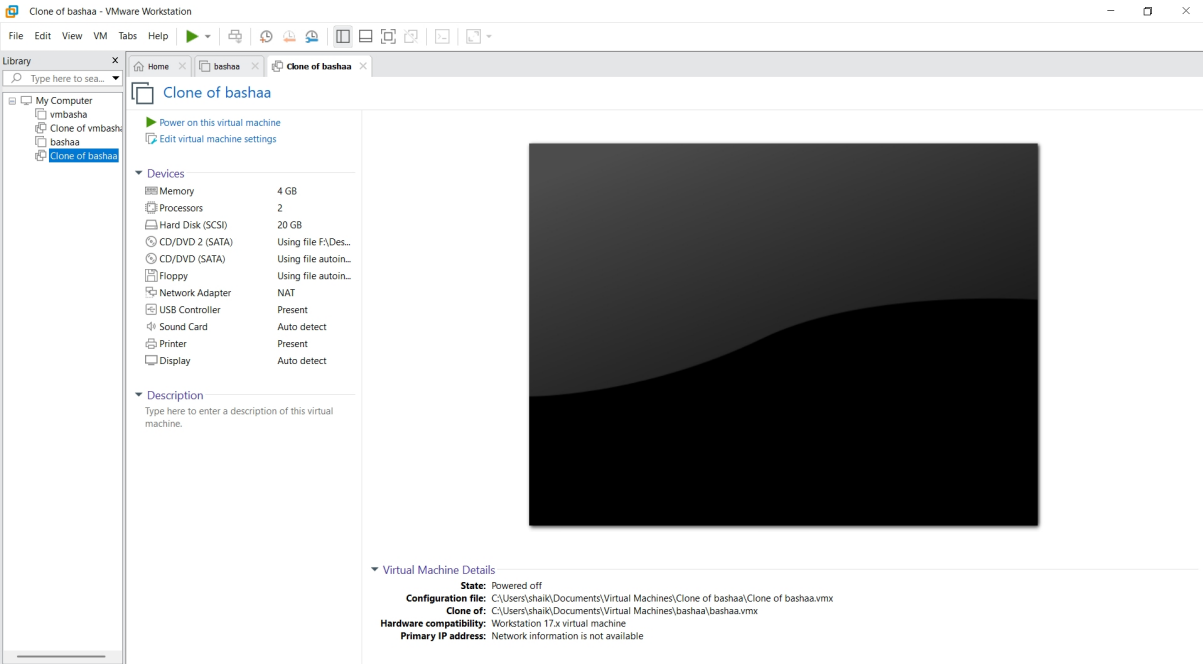 Clone of bashaa - VMware Workstation
File Edit View VM Tabs Help
Library
Type here to sea...
My Computer
vmbasha
Clone of vmbasha
bashaa
Clone of bashaa
Home bashaa Clone of bashaa
Clone of bashaa
Power on this virtual machine
Edit virtual machine settings
Devices
Memory 4 GB
Processors 2
Hard Disk (SCSI) 20 GB
CD/DVD 2 (SATA) Using file F:\Des...
CD/DVD (SATA) Using file autoin...
Floppy Using file autoin...
Network Adapter NAT
USB Controller Present
Sound Card Auto detect
Printer Present
Display Auto detect
Description
Type here to enter a description of this virtual
machine.
Virtual Machine Details
State: Powered off
Configuration file: C:\Users\shaik\Documents\Virtual Machines\Clone of bashaa\Clone of bashaa.vmx
Clone of: C:\Users\shaik\Documents\Virtual Machines\bashaa\bashaa.vmx
Hardware compatibility: Workstation 17.x virtual machine
Primary IP address: Network information is not available